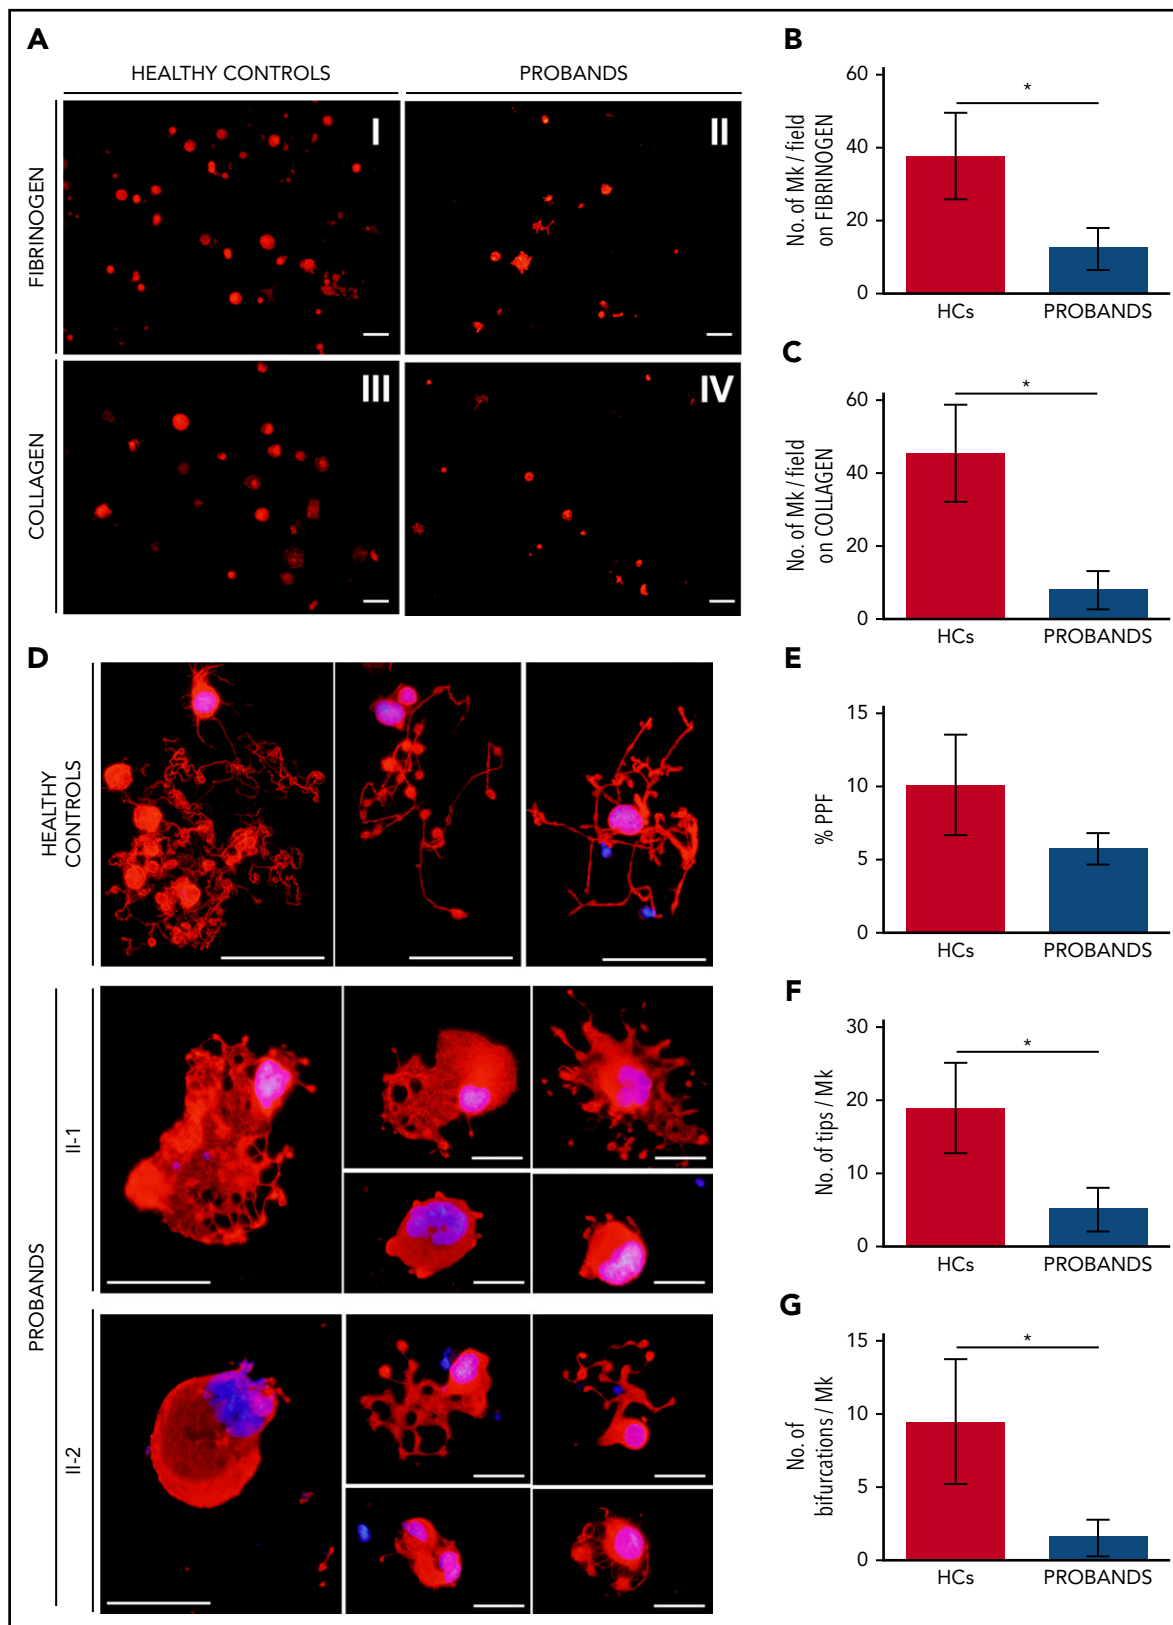 A
HEALTHY CONTROLS
PROBANDS
FIBRINOGEN
I
II
COLLAGEN
III
IV
B
No. of Mk / field
on FIBRINOGEN
60
40
20
0
*
HCs
PROBANDS
C
No. of Mk / field
on COLLAGEN
60
40
20
0
*
HCs
PROBANDS
D
HEALTHY
CONTROLS
PROBANDS
II-1
II-2
E
% PPF
15
10
5
0
HCs
PROBANDS
F
No. of tips / Mk
30
20
10
0
*
HCs
PROBANDS
G
No. of
bifurcations / Mk
15
10
5
0
*
HCs
PROBANDS